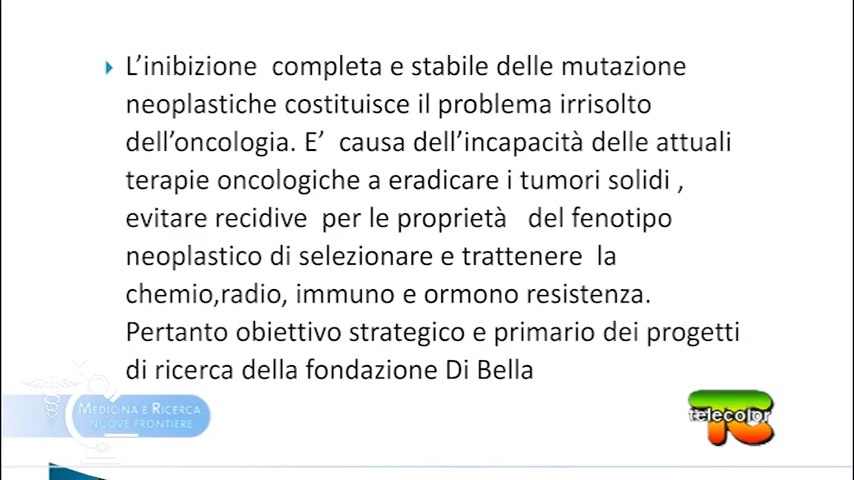 L’inibizione completa e stabile delle mutazione
neoplastiche costituisce il problema irrisolto
dell’oncologia. E’ causa dell’incapacità delle attuali
terapie oncologiche a eradicare i tumori solidi ,
evitare recidive per le proprietà del fenotipo
neoplastico di selezionare e trattenere la
chemio,radio, immuno e ormono resistenza.
Pertanto obiettivo strategico e primario dei progetti
di ricerca della fondazione Di Bella
MEDICINA E RICERCA
NUOVE FRONTIERE
telecolor